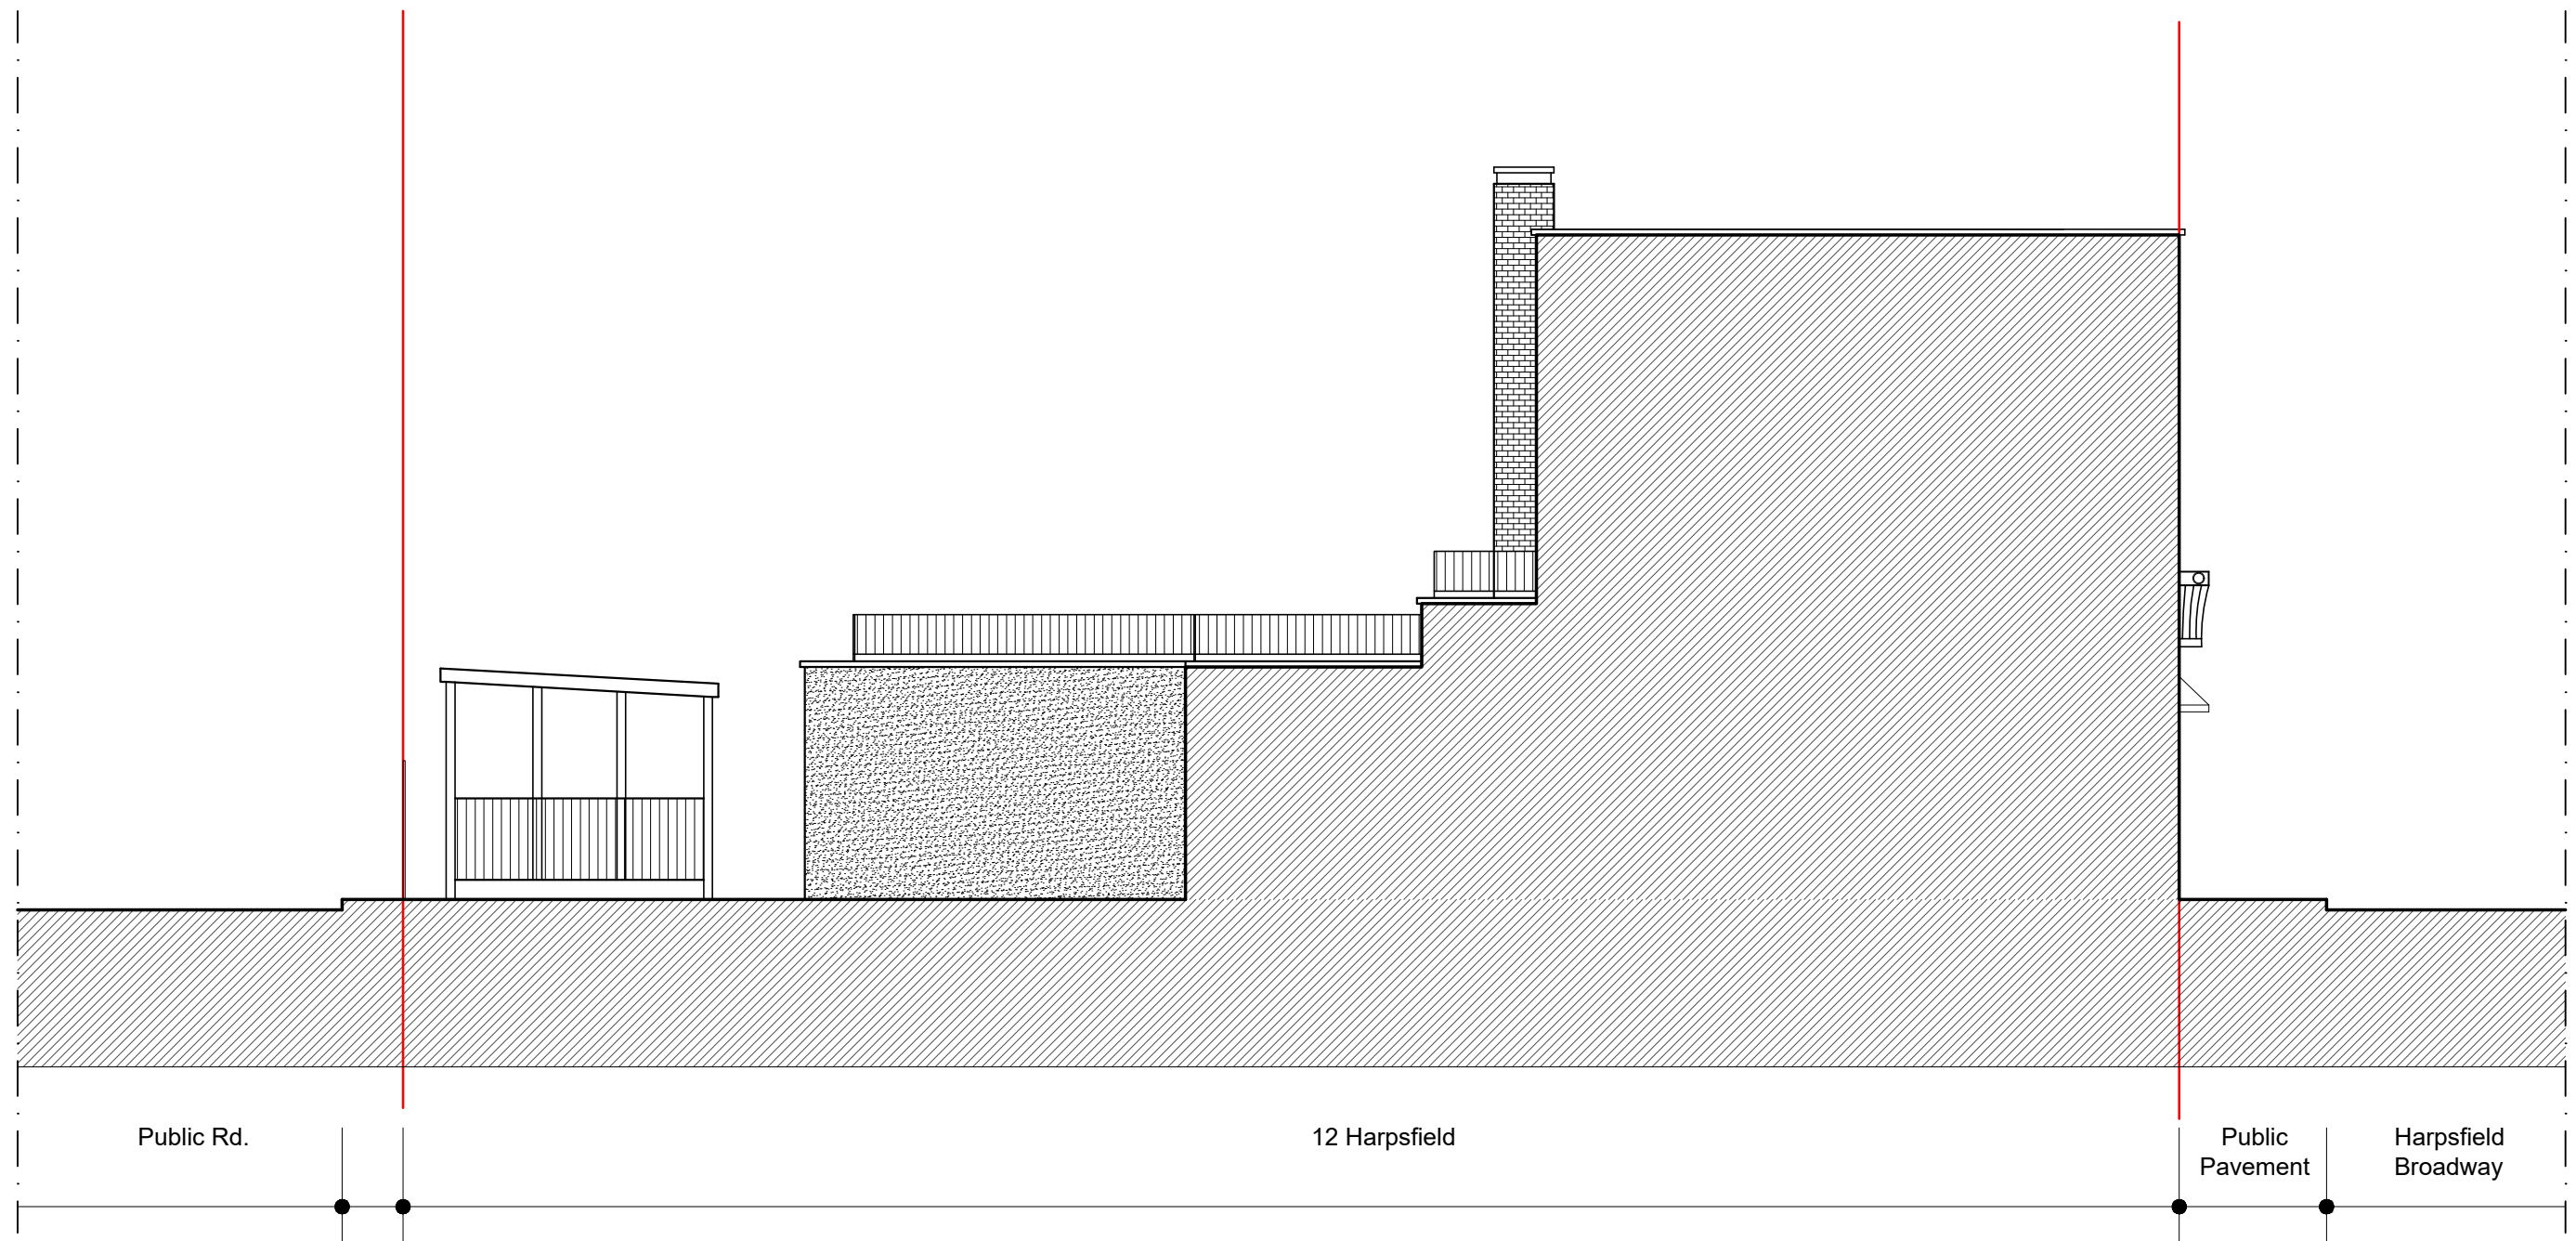 Public Rd.
12 Harpsfield
Public
Pavement
Harpsfield
Broadway